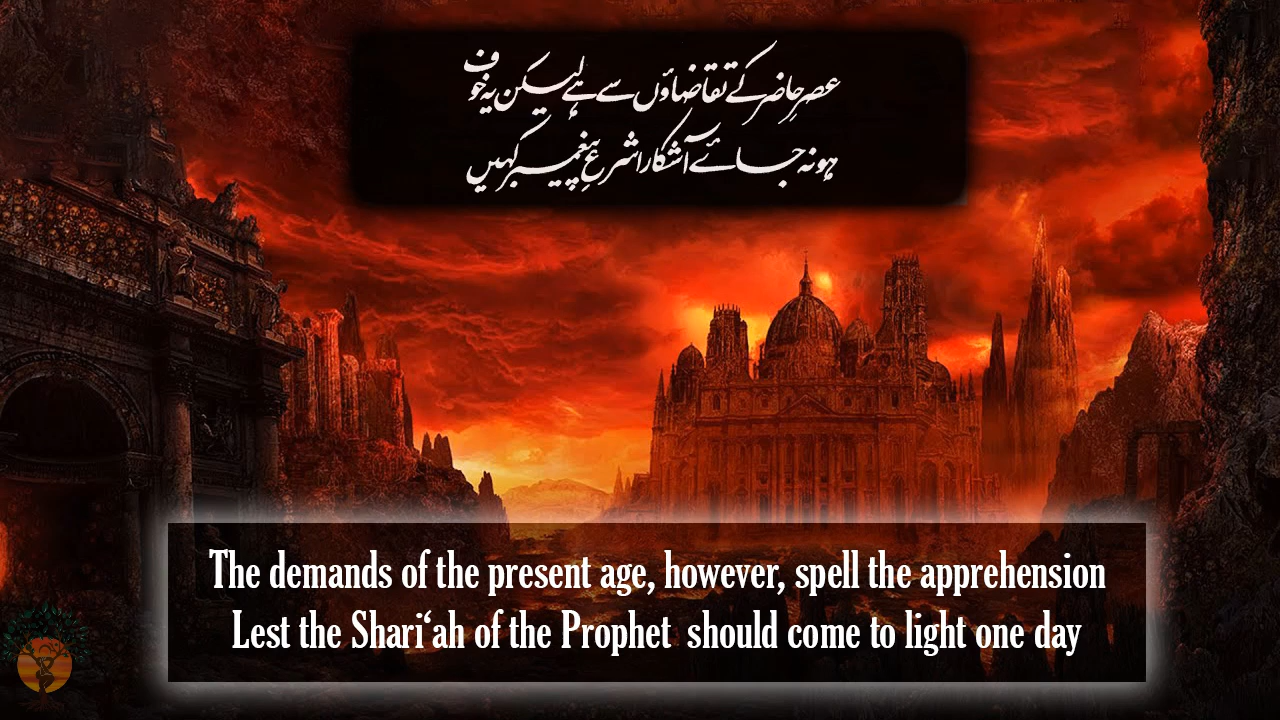 عصرِ حاضر کے تقاضاؤں سے ہے لیکن یہ خوف
ہو نہ جائے آشکارا شرعِ پیغمبر کہیں
The demands of the present age, however, spell the apprehension
Lest the Shari‘ah of the Prophet should come to light one day